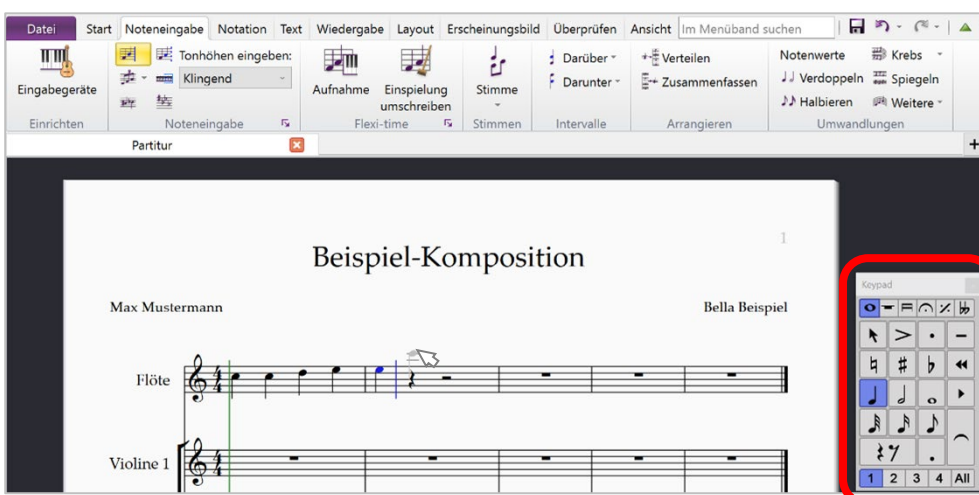 Datei Start Noteneingabe Notation Text Wiedergabe Layout Erscheinungsbild Überprüfen Ansicht Im Menüband suchen
Tonhöhen eingeben: Darüber Verteilen Notenwerte Krebs
Eingabegeräte Klingend Aufnahme Einspielung umschreiben Stimme Darunter Zusammenfassen Verdoppeln Spiegeln
Halbieren Weitere
Einrichten Noteneingabe Flexi-time Stimmen Intervalle Arrangieren Umwandlungen
Partitur
1
Beispiel-Komposition
Max Mustermann Bella Beispiel
Keypad
Flöte
Violine 1
1 2 3 4 All